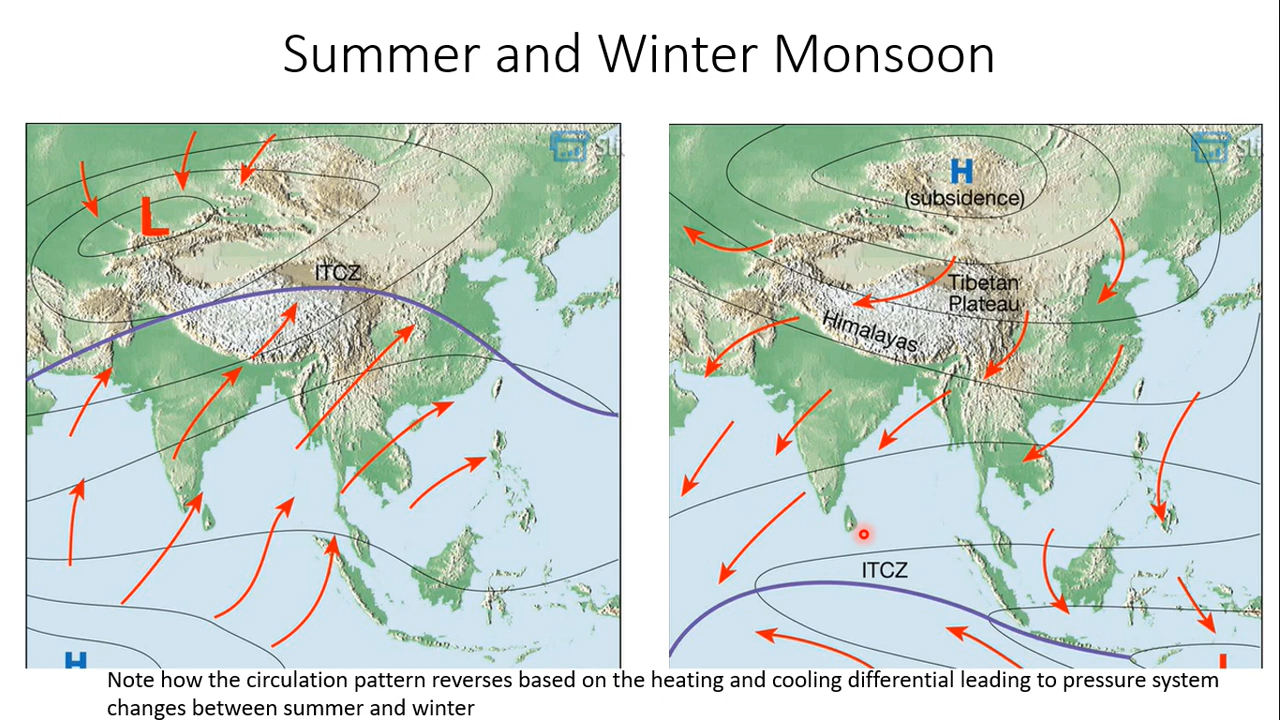 Summer and Winter Monsoon
L
ITCZ
H
H
(subsidence)
Tibetan
Plateau
Himalayas
ITCZ
Note how the circulation pattern reverses based on the heating and cooling differential leading to pressure system
changes between summer and winter